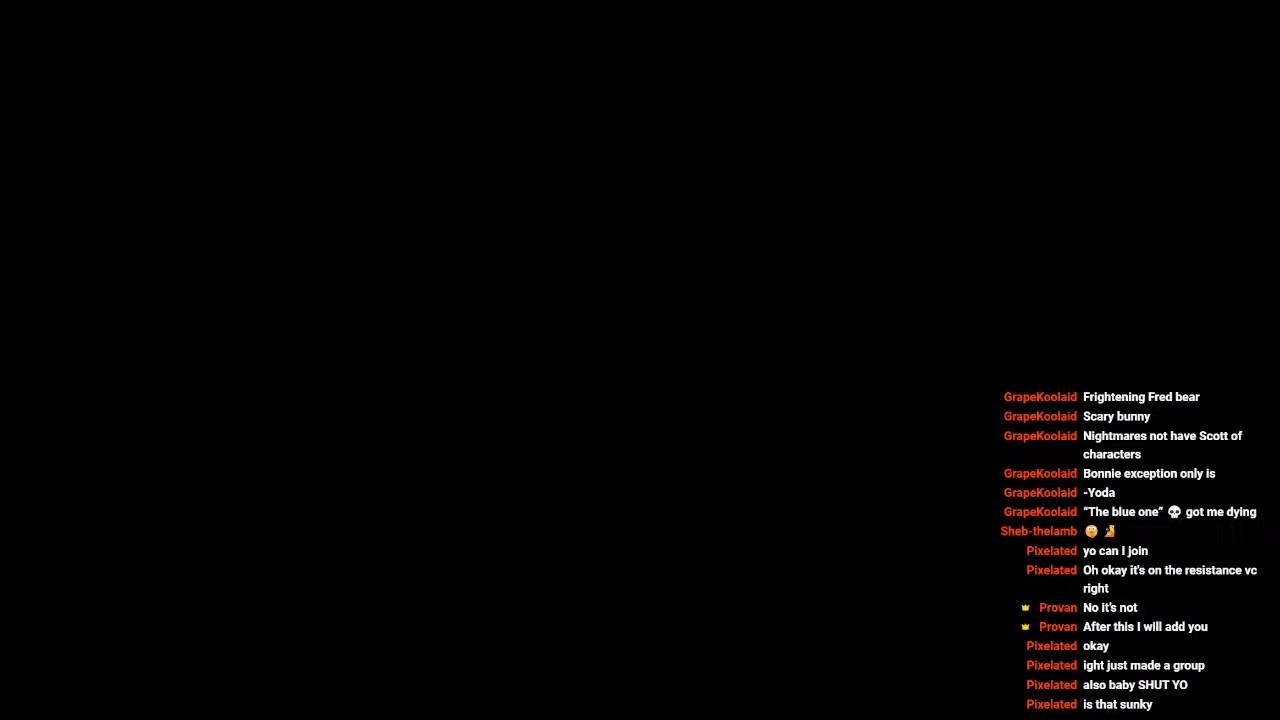 GrapeKoolaid Frightening Fred bear
GrapeKoolaid Scary bunny
GrapeKoolaid Nightmares not have Scott of
characters
GrapeKoolaid Bonnie exception only is
GrapeKoolaid -Yoda
GrapeKoolaid “The blue one” 💀 got me dying
Sheb-thelamb
Pixelated yo can I join
Pixelated Oh okay it's on the resistance vc
right
Provan No it’s not
Provan After this I will add you
Pixelated okay
Pixelated ight just made a group
Pixelated also baby SHUT YO
Pixelated is that sunky